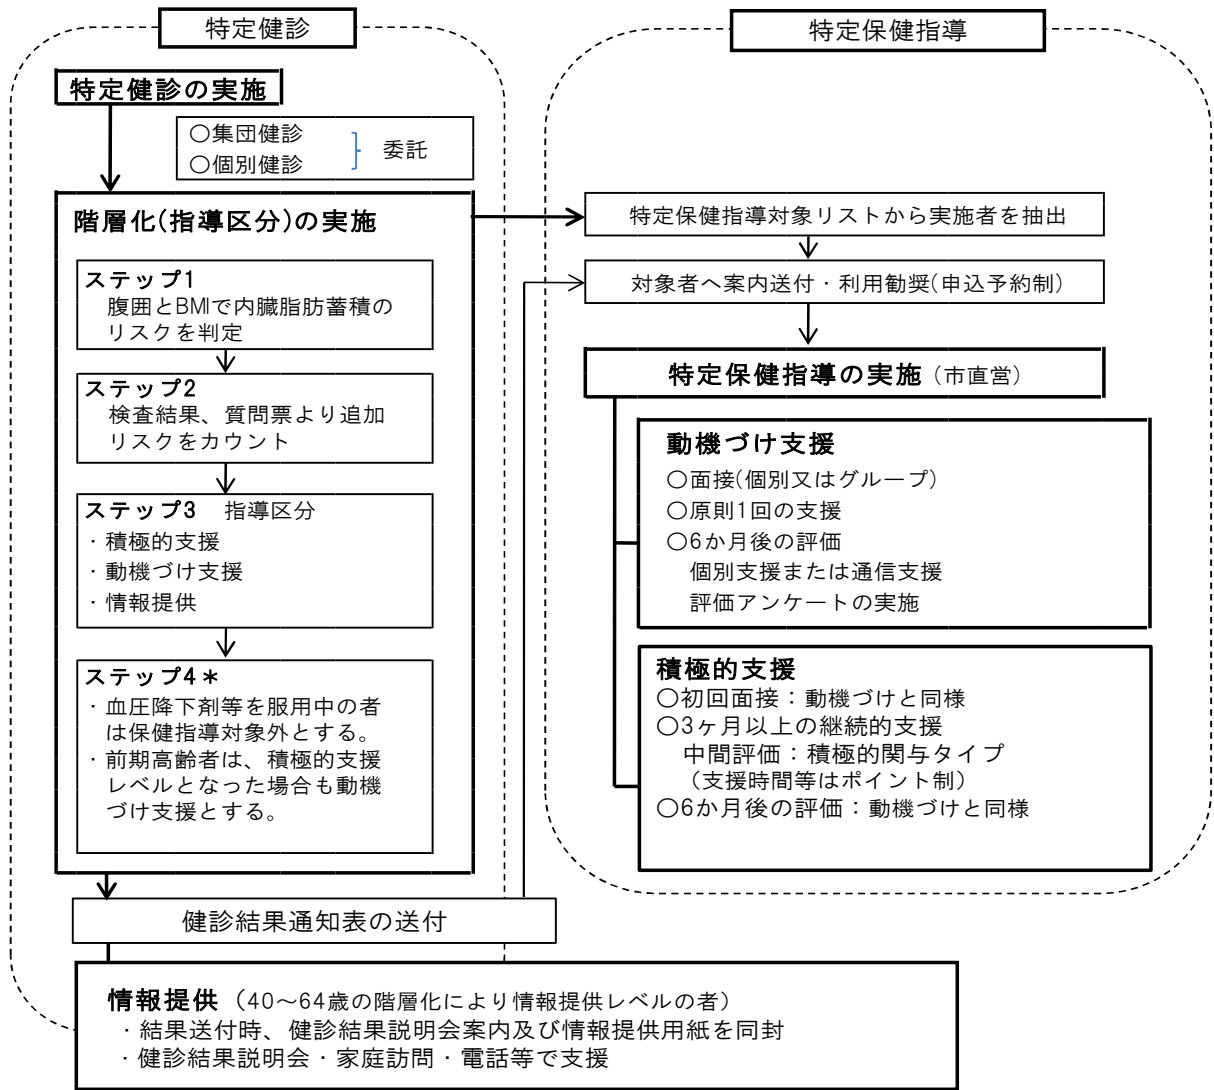 特定健診
特定健診の実施
○集団健診
○個別健診
委託
階層化(指導区分)の実施
ステップ1
腹囲とBMIで内臓脂肪蓄積の
リスクを判定
ステップ2
検査結果、質問票より追加
リスクをカウント
ステップ3 指導区分
・積極的支援
・動機づけ支援
・情報提供
ステップ4＊
・血圧降下剤等を服用中の者
は保健指導対象外とする。
・前期高齢者は、積極的支援
レベルとなった場合も動機
づけ支援とする。
健診結果通知表の送付
情報提供（40～64歳の階層化により情報提供レベルの者）
・結果送付時、健診結果説明会案内及び情報提供用紙を同封
・健診結果説明会・家庭訪問・電話等で支援
特定保健指導
特定保健指導対象リストから実施者を抽出
対象者へ案内送付・利用勧奨(申込予約制)
特定保健指導の実施（市直営）
動機づけ支援
○面接(個別又はグループ)
○原則1回の支援
○6か月後の評価
個別支援または通信支援
評価アンケートの実施
積極的支援
○初回面接：動機づけと同様
○3ヶ月以上の継続的支援
中間評価：積極的関与タイプ
（支援時間等はポイント制）
○6か月後の評価：動機づけと同様